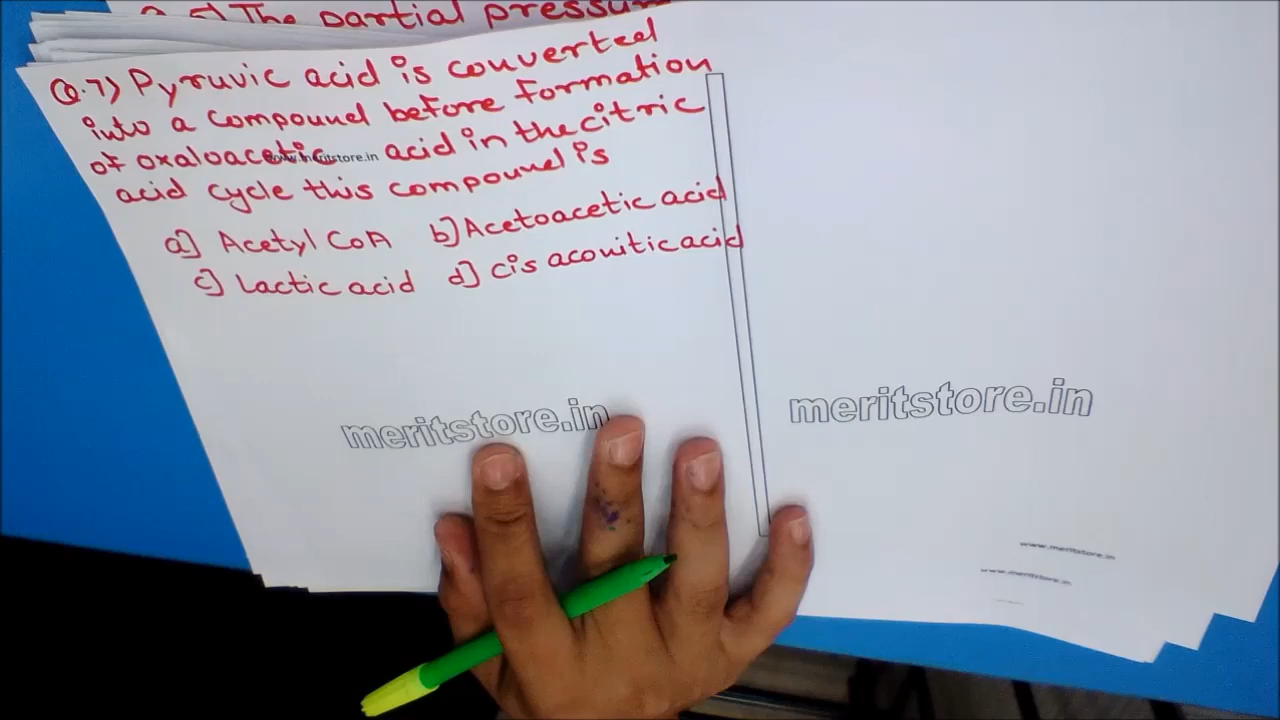 Q.5) The partial pressur
Q.7) Pyruvic acid is converted
into a compound before formation
of oxaloacetic acid in the citric
www.meritstore.in
acid cycle this compound is
a] Acetyl CoA b] Acetoacetic acid
c] Lactic acid d] cis aconitic acid
meritstore.in meritstore.in
www.meritstore.in
www.meritstore.in